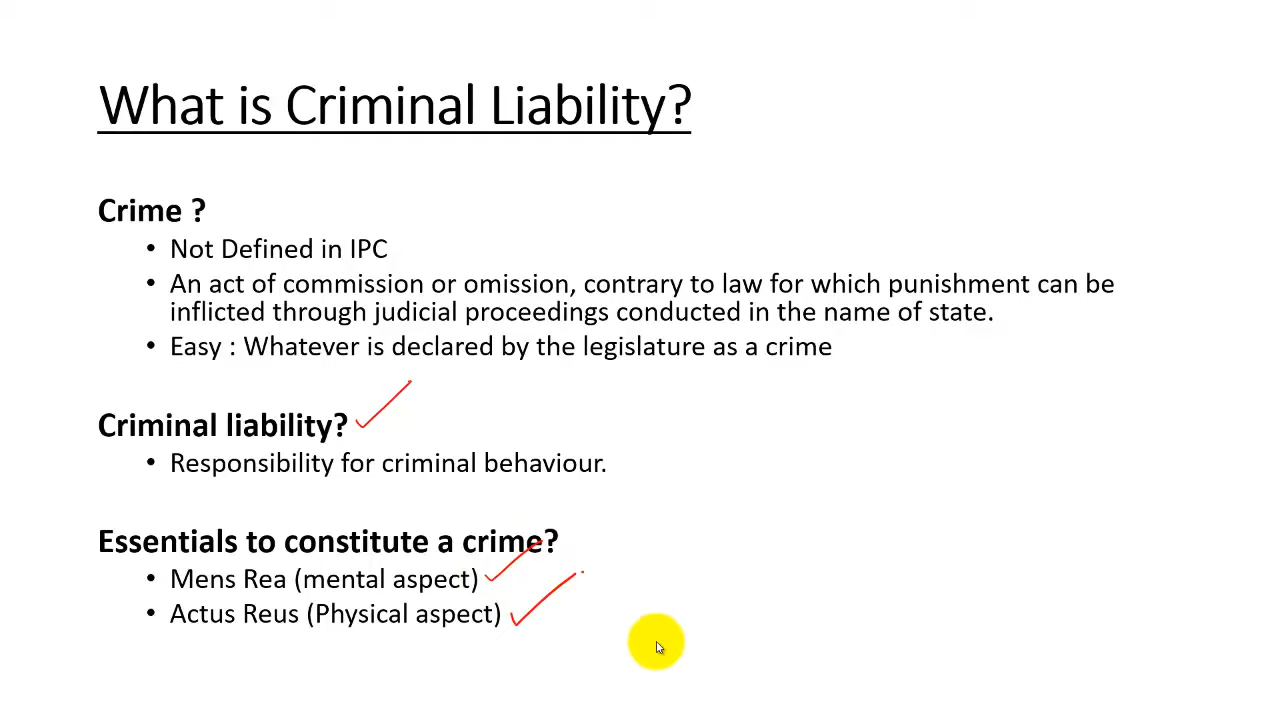 What is Criminal Liability?
Crime ?
• Not Defined in IPC
• An act of commission or omission, contrary to law for which punishment can be
inflicted through judicial proceedings conducted in the name of state.
• Easy : Whatever is declared by the legislature as a crime
Criminal liability?
• Responsibility for criminal behaviour.
Essentials to constitute a crime?
• Mens Rea (mental aspect)
• Actus Reus (Physical aspect)